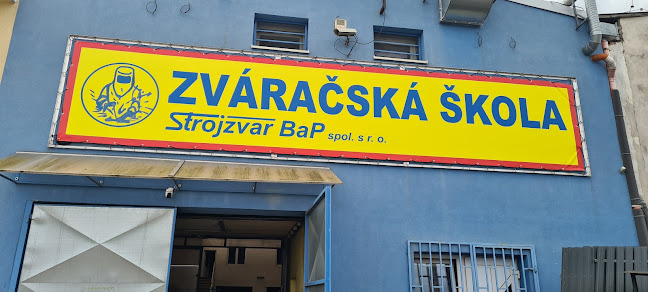 ZVÁRAČSKÁ ŠKOLA
Strojzvar BaP spol. s r. o.